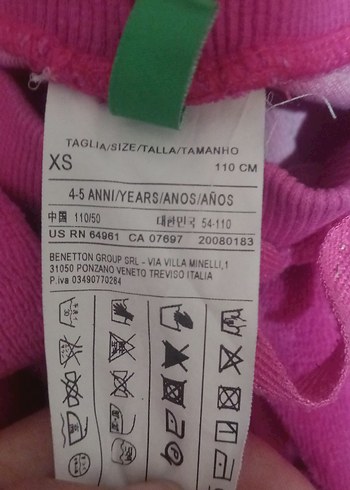 TAGLIA/SIZE/TALLA/TAMANHO
XS 110 CM
4-5 ANNI/YEARS/ANOS/AÑOS
中国 110/50 대한민국 54-110
US RN 64961 CA 07697 20080183
BENETTON GROUP SRL - VIA VILLA MINELLI,1
31050 PONZANO VENETO TREVISO ITALIA
P.iva 03490770264